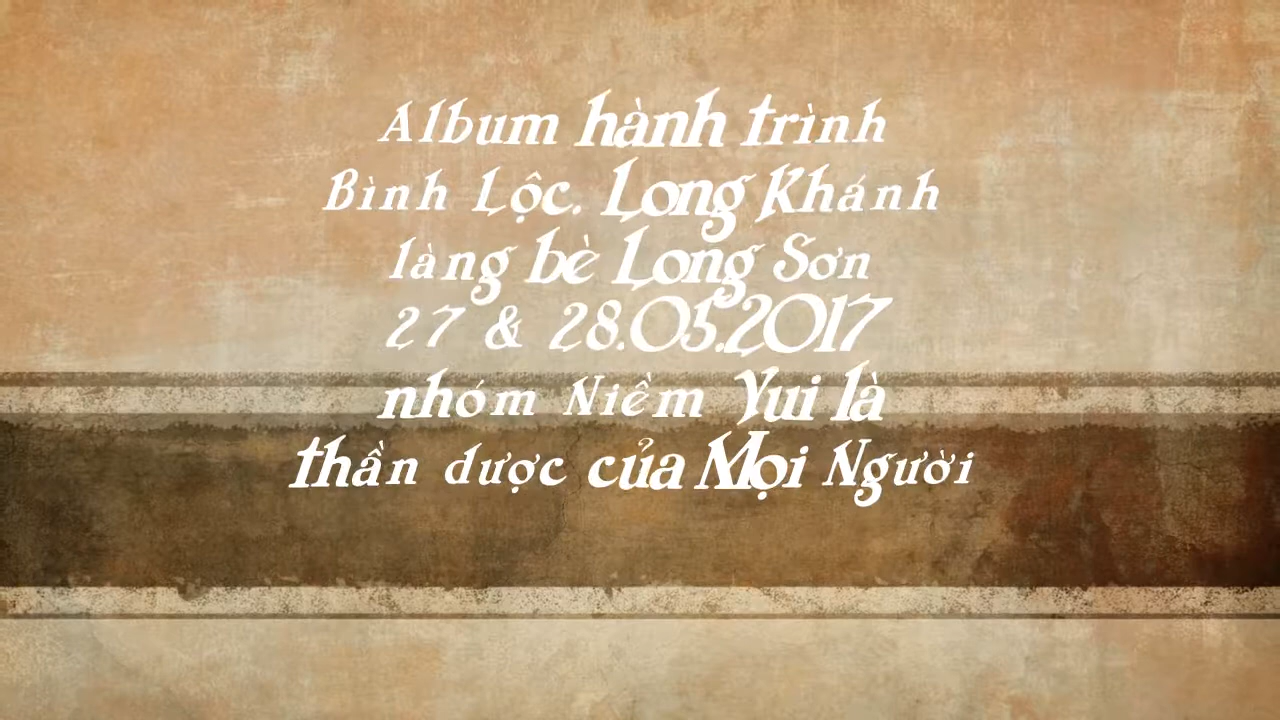 Album hành trình
Bình Lộc. Long Khánh
làng bè Long Sơn
27 & 28.05.2017
nhóm Niềm Yui là
thần dược của Mọi Người